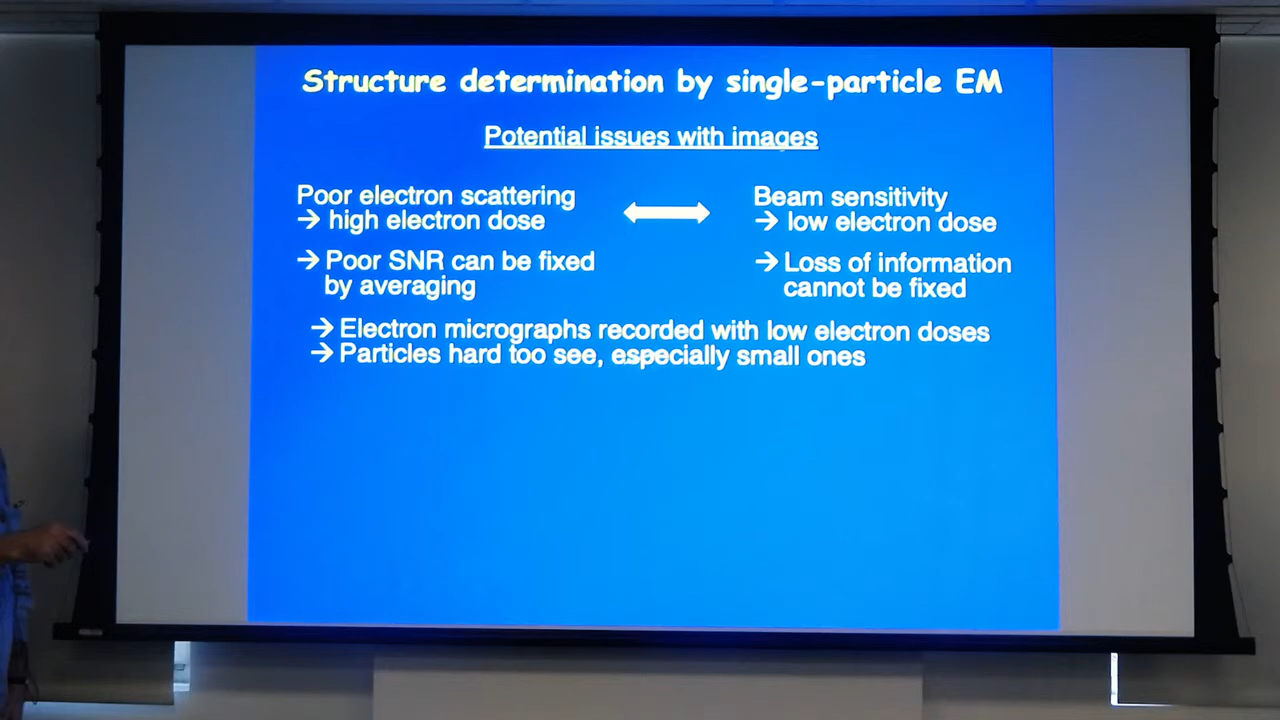 Structure determination by single-particle EM
Potential issues with images
Poor electron scattering
→ high electron dose
→ Poor SNR can be fixed
by averaging
Beam sensitivity
→ low electron dose
→ Loss of information
cannot be fixed
→ Electron micrographs recorded with low electron doses
→ Particles hard too see, especially small ones